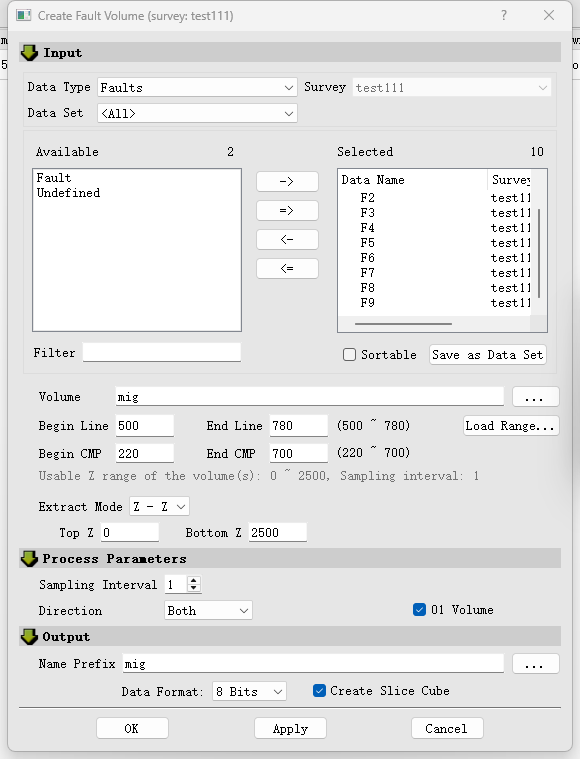 Create Fault Volume (survey: test111)
Input
Data Type Faults Survey test111
Data Set <All>
Available 2 Selected 10
Fault
Undefined
-> 
=>
<-
<=
Data Name Survey
F2 test11
F3 test11
F4 test11
F5 test11
F6 test11
F7 test11
F8 test11
F9 test11
Filter
Sortable Save as Data Set
Volume mig ...
Begin Line 500 End Line 780 (500 ~ 780) Load Range...
Begin CMP 220 End CMP 700 (220 ~ 700)
Usable Z range of the volume(s): 0 ~ 2500, Sampling interval: 1
Extract Mode Z - Z
Top Z 0 Bottom Z 2500
Process Parameters
Sampling Interval 1
Direction Both 01 Volume
Output
Name Prefix mig ...
Data Format: 8 Bits Create Slice Cube
OK Apply Cancel